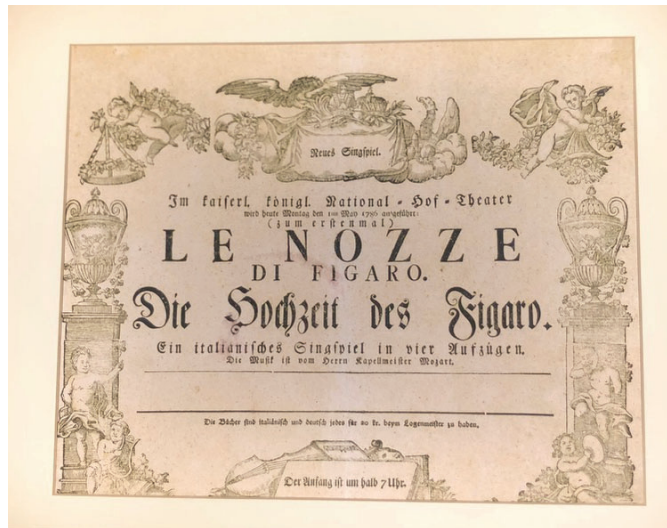 Neues Singspiel.
Im kaiserl. königl. National-Hof-Theater
wird heute Montag den 1ten May 1786 aufgeführt:
(zum erstenmal)
LE NOZZE
DI FIGARO.
Die Hochzeit des Figaro.
Ein italiänisches Singspiel in vier Aufzügen.
Die Musik ist vom Herrn Kapellmeister Mozart.
Die Bücher sind italiänisch und deutsch jedes für 20 kr. beym Logenmeister zu haben.
Der Anfang ist um halb 7 Uhr.